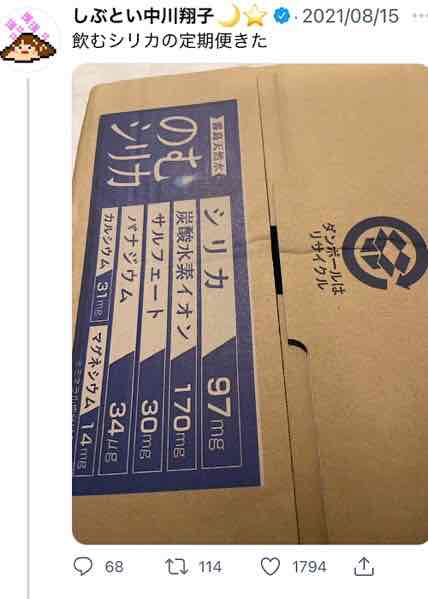 しぶとい中川翔子🌙⭐ · 2021/08/15 …
飲むシリカの定期便きた
霧島天然水
のむ
シリカ
シリカ 97mg
炭酸水素イオン 170mg
サルフェート 30mg
バナジウム 34μg
カルシウム 31mg マグネシウム 14mg
ダンボールは
リサイクル
68 114 1794